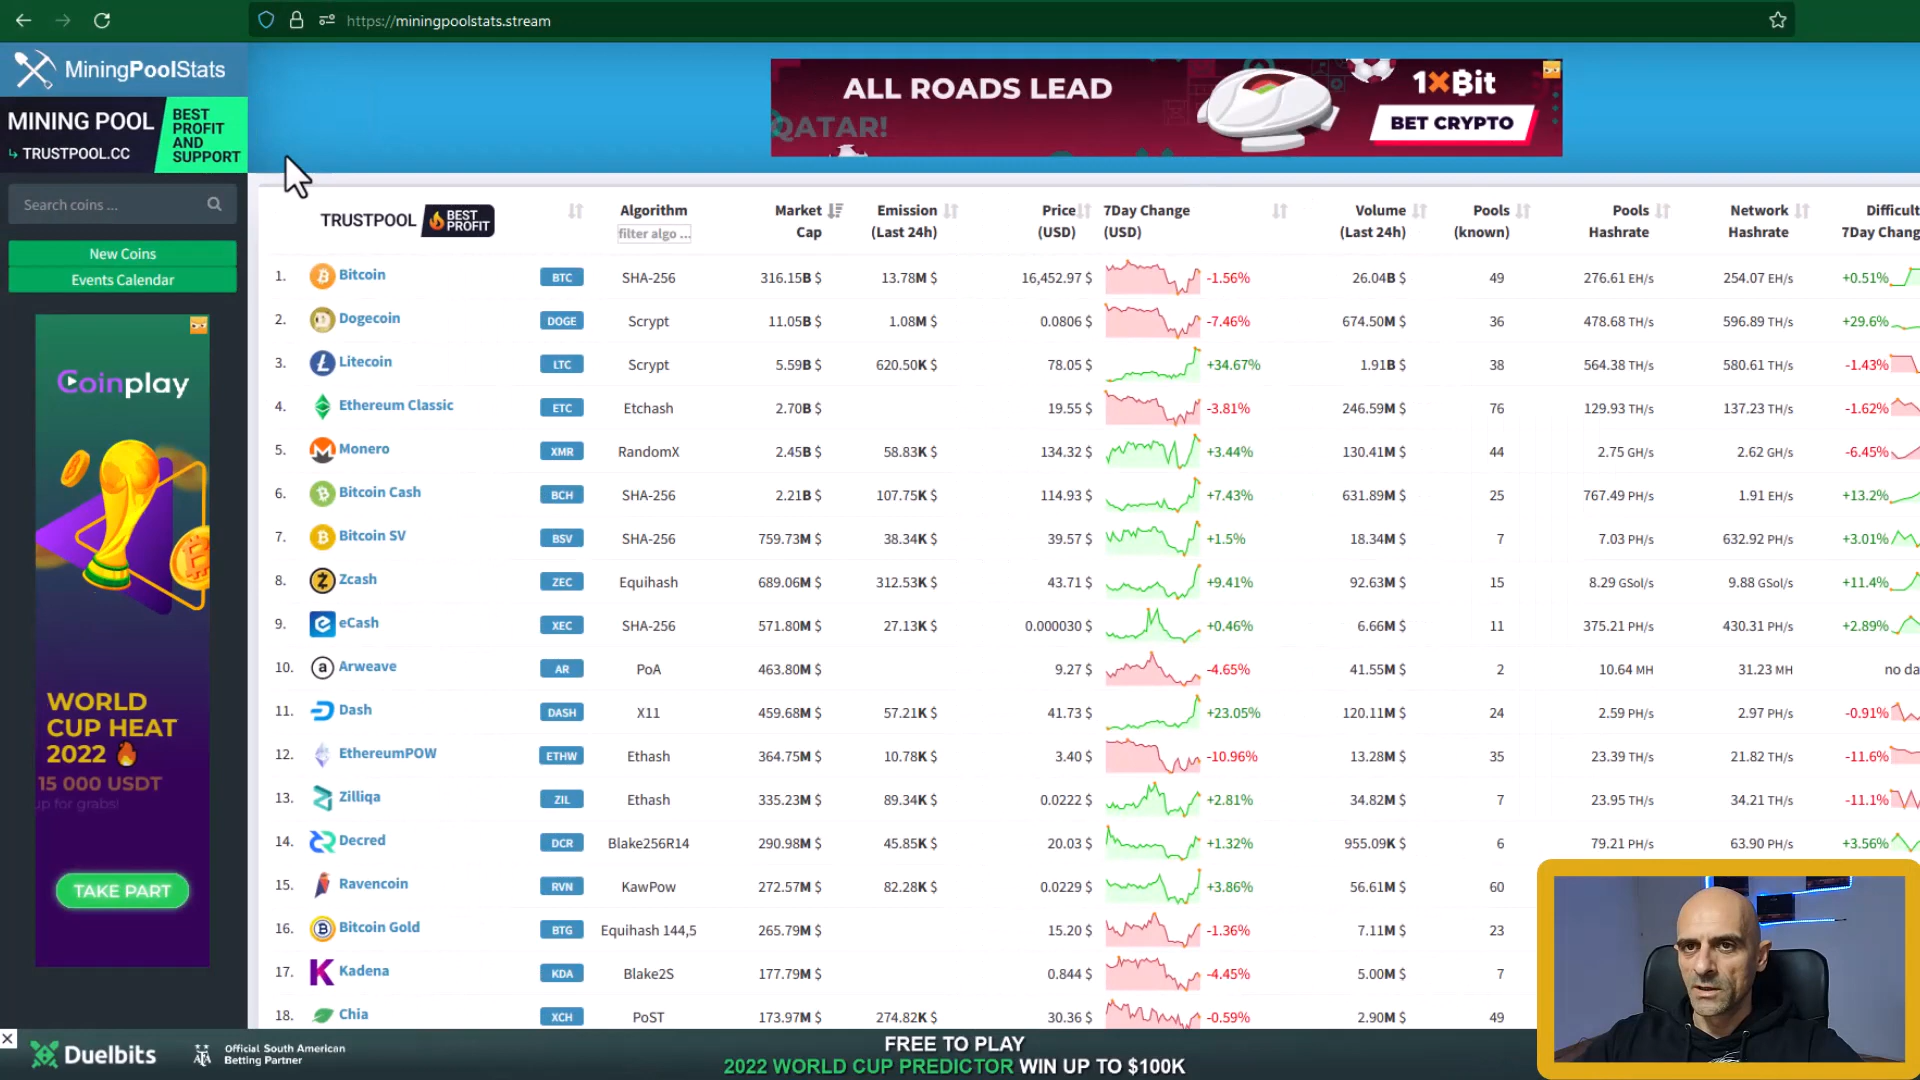 https://miningpoolstats.stream
MiningPoolStats
MINING POOL
TRUSTPOOL.CC
BEST
PROFIT
AND
SUPPORT
ALL ROADS LEAD
QATAR!
1XBit
BET CRYPTO
Search coins ...
New Coins
Events Calendar
Coinplay
WORLD
CUP HEAT
2022
15 000 USDT
up for grabs!
TAKE PART
TRUSTPOOL BEST PROFIT Algorithm filter algo ... Market Cap Emission (Last 24h) Price (USD) 7Day Change (USD) Volume (Last 24h) Pools (known) Pools Hashrate Network Hashrate Difficult 7Day Chang
1. Bitcoin BTC SHA-256 316.15B $ 13.78M $ 16,452.97 $ -1.56% 26.04B $ 49 276.61 EH/s 254.07 EH/s +0.51%
2. Dogecoin DOGE Scrypt 11.05B $ 1.08M $ 0.0806 $ -7.46% 674.50M $ 36 478.68 TH/s 596.89 TH/s +29.6%
3. Litecoin LTC Scrypt 5.59B $ 620.50K $ 78.05 $ +34.67% 1.91B $ 38 564.38 TH/s 580.61 TH/s -1.43%
4. Ethereum Classic ETC Etchash 2.70B $ 19.55 $ -3.81% 246.59M $ 76 129.93 TH/s 137.23 TH/s -1.62%
5. Monero XMR RandomX 2.45B $ 58.83K $ 134.32 $ +3.44% 130.41M $ 44 2.75 GH/s 2.62 GH/s -6.45%
6. Bitcoin Cash BCH SHA-256 2.21B $ 107.75K $ 114.93 $ +7.43% 631.89M $ 25 767.49 PH/s 1.91 EH/s +13.2%
7. Bitcoin SV BSV SHA-256 759.73M $ 38.34K $ 39.57 $ +1.5% 18.34M $ 7 7.03 PH/s 632.92 PH/s +3.01%
8. Zcash ZEC Equihash 689.06M $ 312.53K $ 43.71 $ +9.41% 92.63M $ 15 8.29 GSol/s 9.88 GSol/s +11.4%
9. eCash XEC SHA-256 571.80M $ 27.13K $ 0.000030 $ +0.46% 6.66M $ 11 375.21 PH/s 430.31 PH/s +2.89%
10. Arweave AR PoA 463.80M $ 9.27 $ -4.65% 41.55M $ 2 10.64 MH 31.23 MH no da
11. Dash DASH X11 459.68M $ 57.21K $ 41.73 $ +23.05% 120.11M $ 24 2.59 PH/s 2.97 PH/s -0.91%
12. EthereumPOW ETHW Ethash 364.75M $ 10.78K $ 3.40 $ -10.96% 13.28M $ 35 23.39 TH/s 21.82 TH/s -11.6%
13. Zilliqa ZIL Ethash 335.23M $ 89.34K $ 0.0222 $ +2.81% 34.82M $ 7 23.95 TH/s 34.21 TH/s -11.1%
14. Decred DCR Blake256R14 290.98M $ 45.85K $ 20.03 $ +1.32% 955.09K $ 6 79.21 PH/s 63.90 PH/s +3.56%
15. Ravencoin RVN KawPow 272.57M $ 82.28K $ 0.0229 $ +3.86% 56.61M $ 60
16. Bitcoin Gold BTG Equihash 144,5 265.79M $ 15.20 $ -1.36% 7.11M $ 23
17. Kadena KDA Blake2S 177.79M $ 0.844 $ -4.45% 5.00M $ 7
18. Chia XCH PoST 173.97M $ 274.82K $ 30.36 $ -0.59% 2.90M $ 49
Duelbits
Official South American
Betting Partner
FREE TO PLAY
2022 WORLD CUP PREDICTOR WIN UP TO $100K